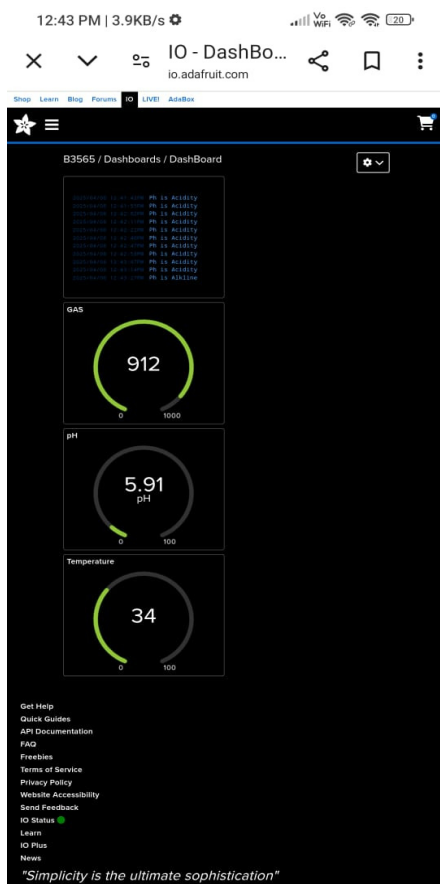 12:43 PM | 3.9KB/s
Vo WiFi 20
IO - DashBo...
io.adafruit.com
Shop Learn Blog Forums IO LIVE! AdaBox
B3565 / Dashboards / DashBoard
Ph is Acidity
Ph is Acidity
Ph is Acidity
Ph is Acidity
Ph is Acidity
Ph is Acidity
Ph is Acidity
Ph is Acidity
Ph is Acidity
Ph is Acidity
Ph is Alkline
GAS
912
0 1000
pH
5.91
pH
0 100
Temperature
34
0 100
Get Help
Quick Guides
API Documentation
FAQ
Freebies
Terms of Service
Privacy Policy
Website Accessibility
Send Feedback
IO Status
Learn
IO Plus
News
"Simplicity is the ultimate sophistication"